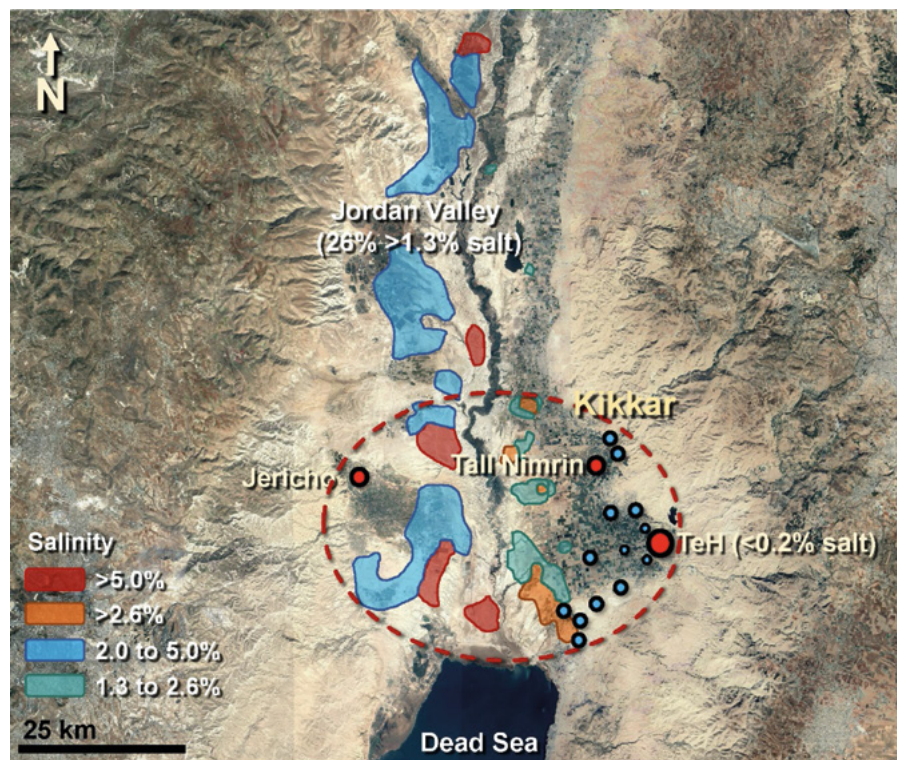 N
Jordan Valley
(26% >1.3% salt)
Kikkar
Jericho
Tall Nimrin
TeH (<0.2% salt)
Salinity
>5.0%
>2.6%
2.0 to 5.0%
1.3 to 2.6%
25 km
Dead Sea